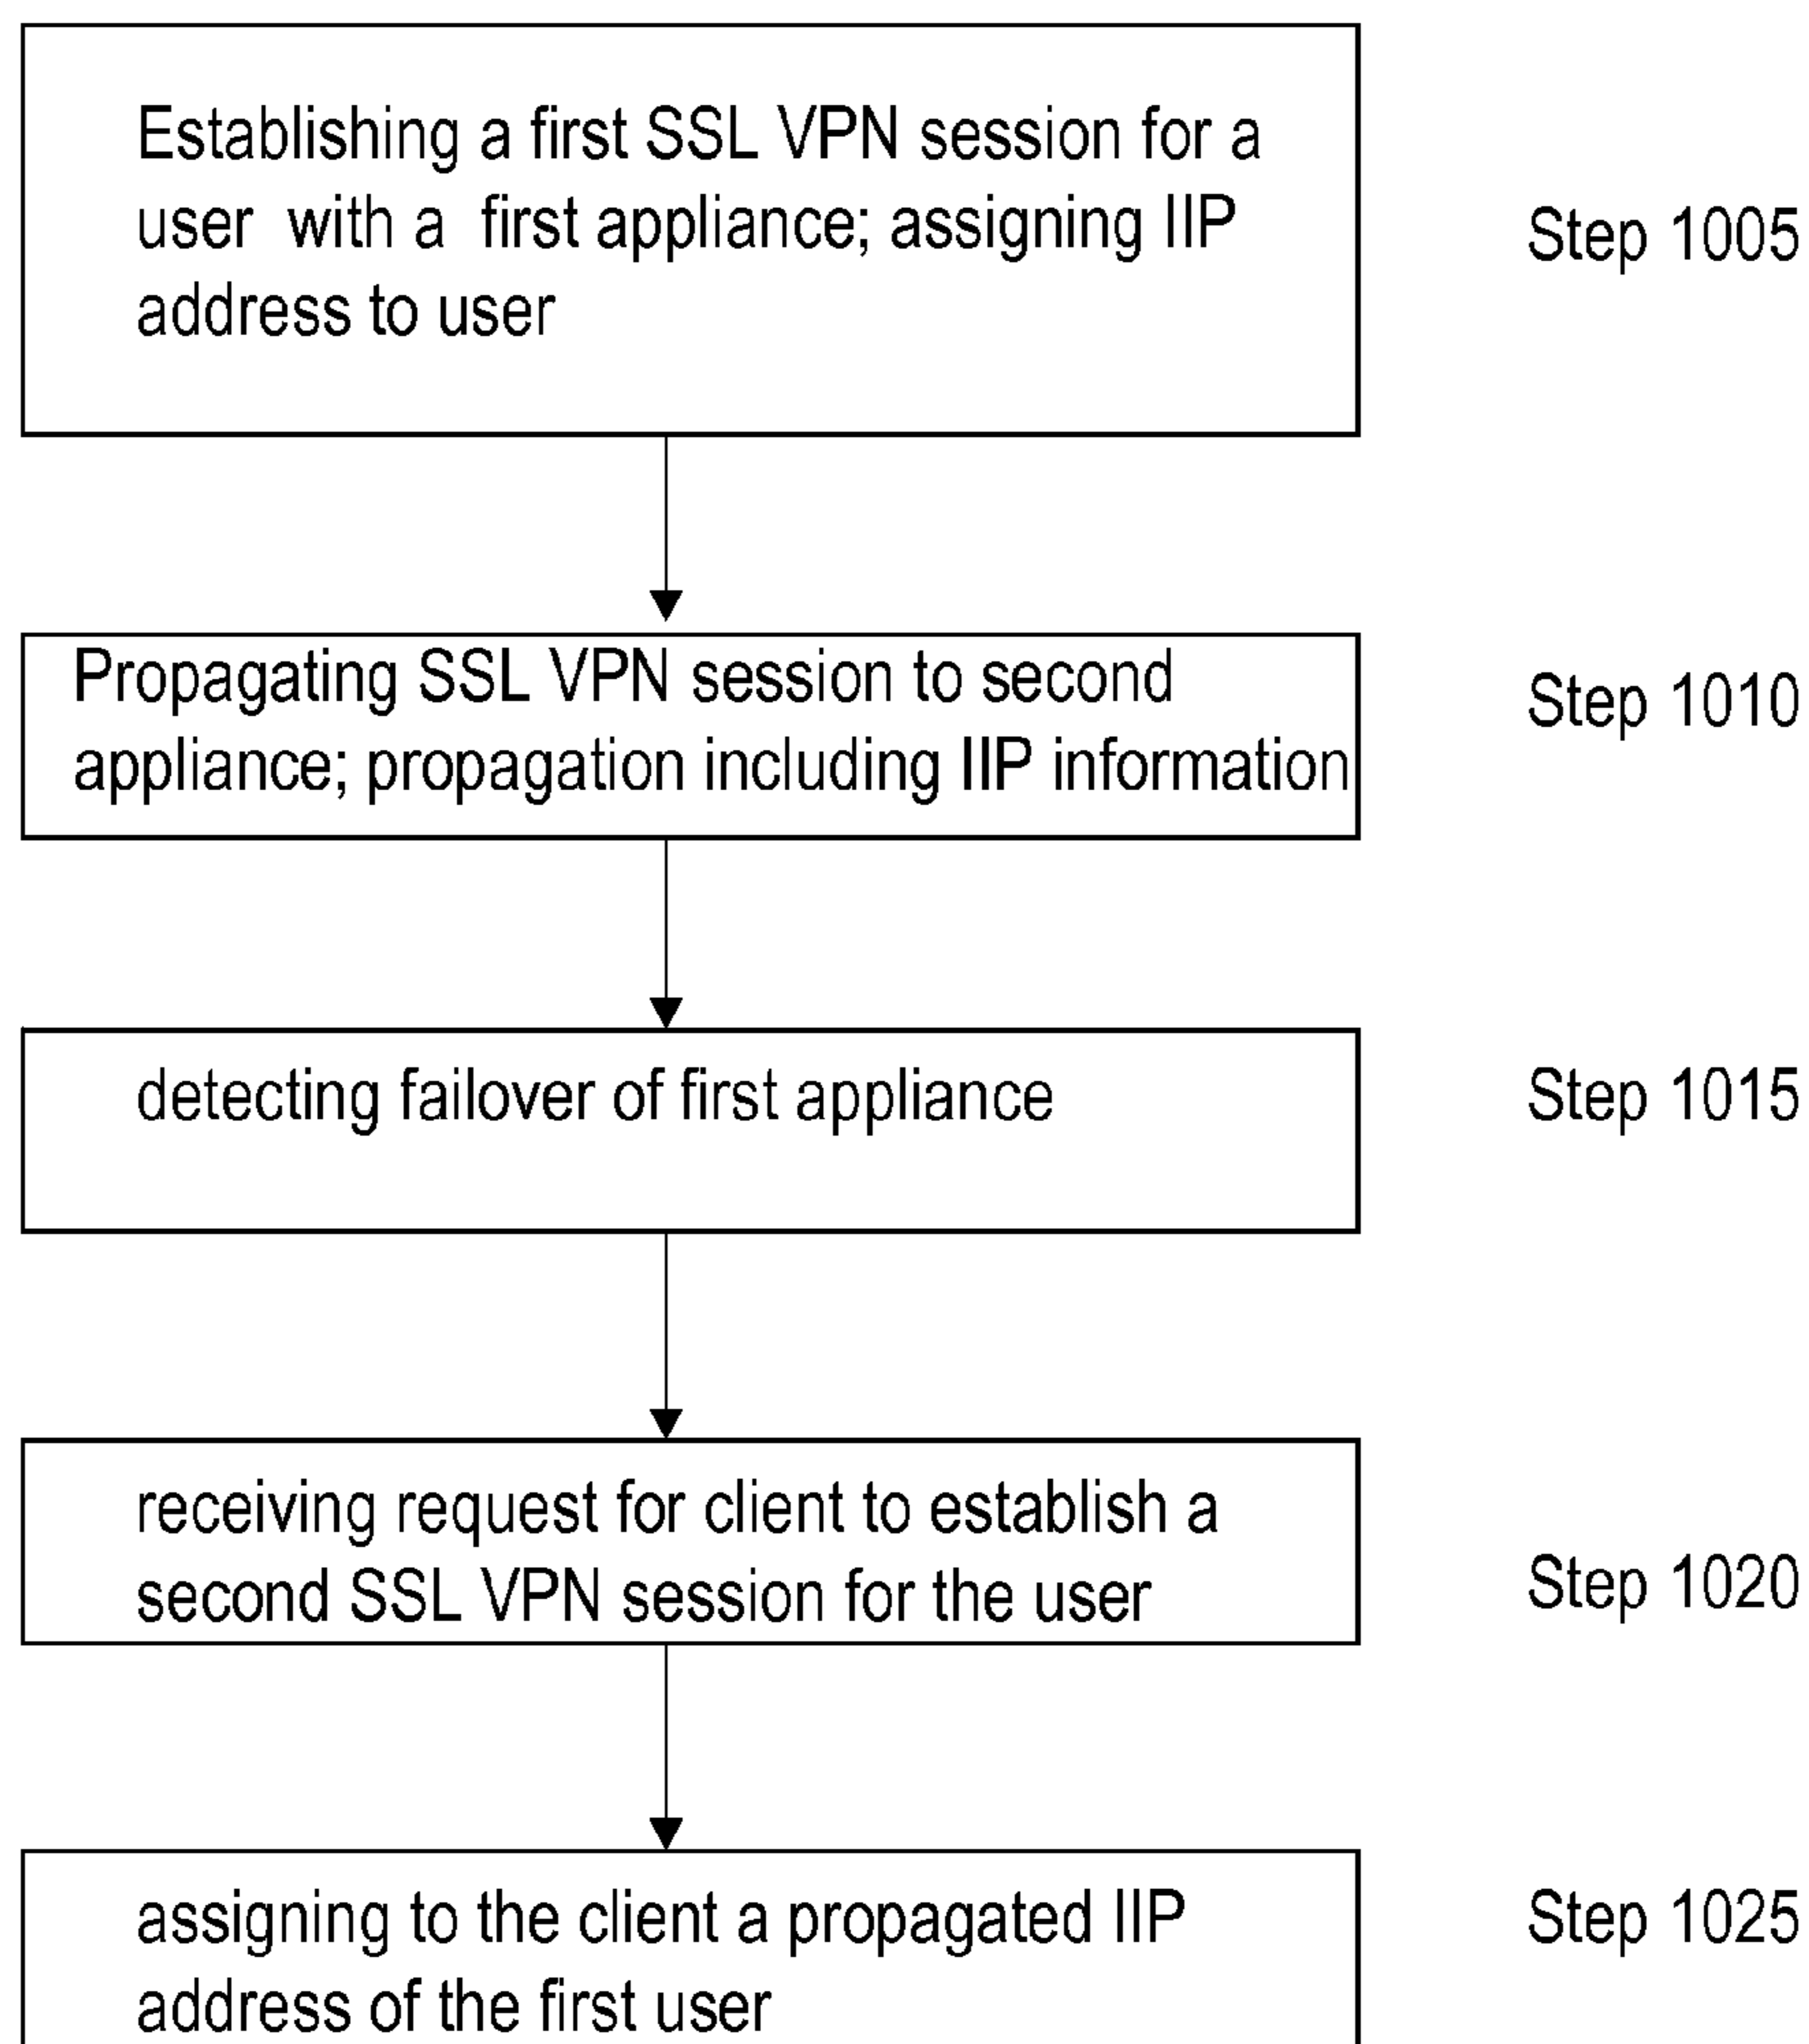 Establishing a first SSL VPN session for a
user with a first appliance; assigning IIP
address to user
Step 1005
Propagating SSL VPN session to second
appliance; propagation including IIP information
Step 1010
detecting failover of first appliance
Step 1015
receiving request for client to establish a
second SSL VPN session for the user
Step 1020
assigning to the client a propagated IIP
address of the first user
Step 1025